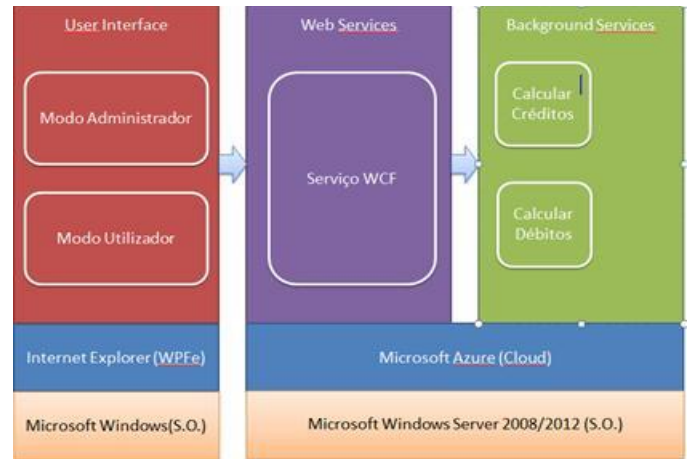 User Interface
Modo Administrador
Modo Utilizador
Internet Explorer (WPFe)
Microsoft Windows(S.O.)
Web Services
Serviço WCF
Background Services
Calcular
Créditos
Calcular
Débitos
Microsoft Azure (Cloud)
Microsoft Windows Server 2008/2012 (S.O.)